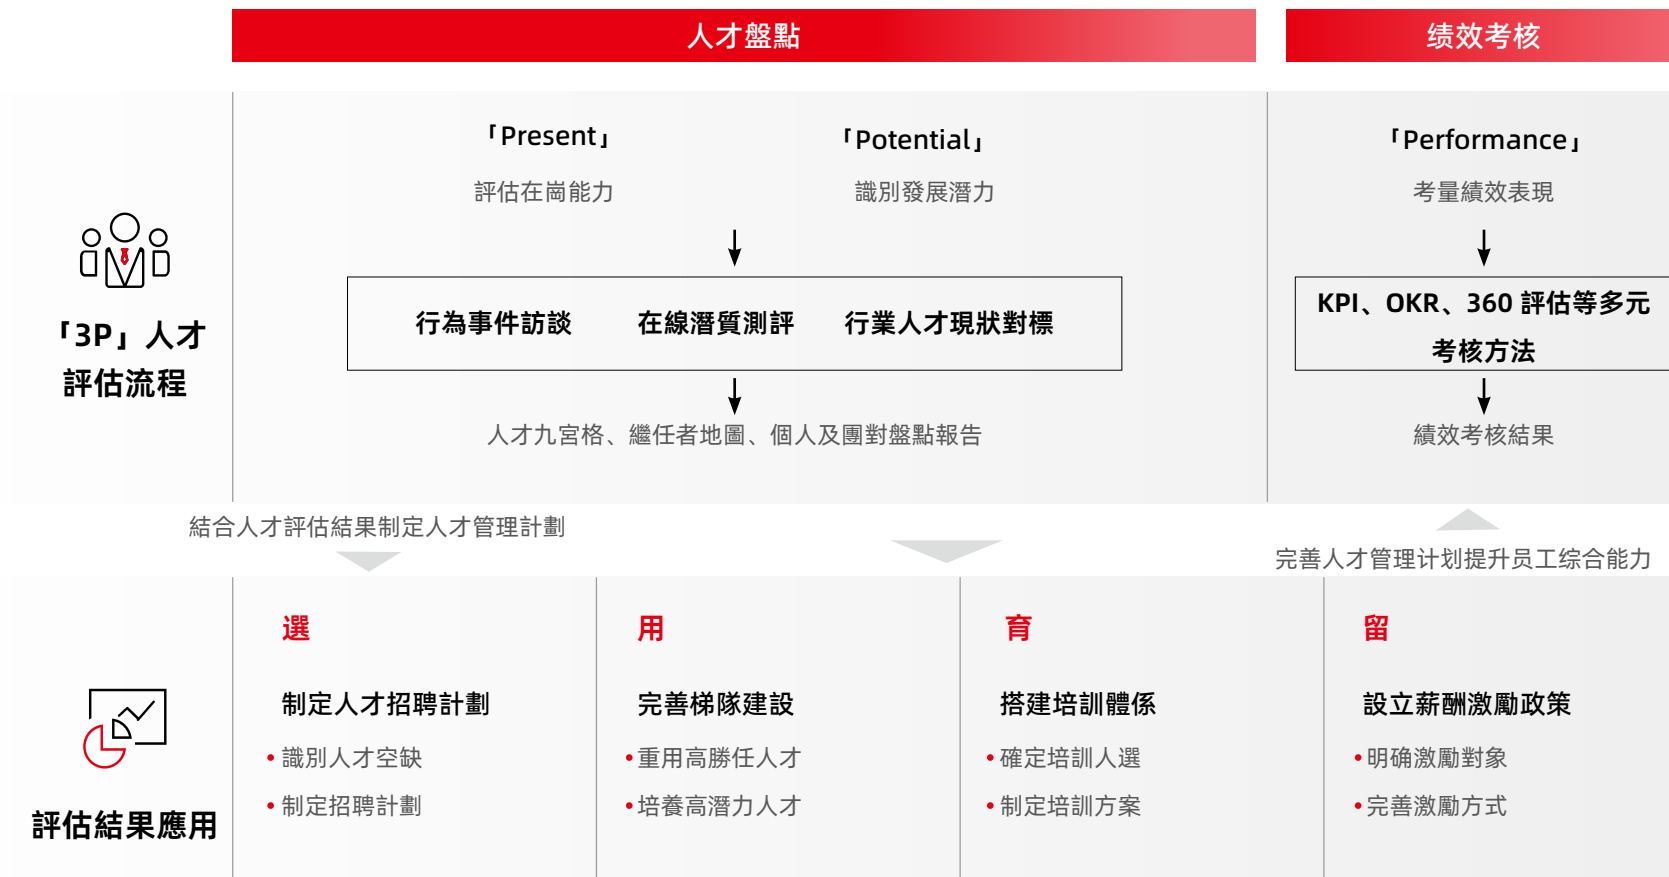 人才盤點
绩效考核
「Present」
「Potential」
「Performance」
評估在崗能力
識別發展潛力
考量績效表現
「3P」人才
評估流程
行為事件訪談
在線潛質測評
行業人才現狀對標
KPI、OKR、360 評估等多元
考核方法
人才九宮格、繼任者地圖、個人及團對盤點報告
績效考核結果
結合人才評估結果制定人才管理計劃
完善人才管理计划提升员工综合能力
選
用
育
留
制定人才招聘計劃
完善梯隊建設
搭建培訓體係
設立薪酬激勵政策
•識別人才空缺
•重用高勝任人才
•確定培訓人選
•明确激勵對象
•制定招聘計劃
•培養高潛力人才
•制定培訓方案
•完善激勵方式
評估結果應用